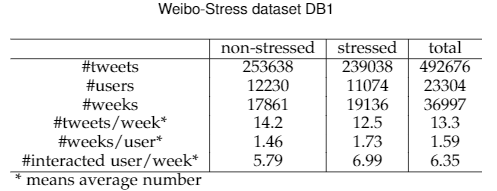 Weibo-Stress dataset DB1
non-stressed stressed total
#tweets 253638 239038 492676
#users 12230 11074 23304
#weeks 17861 19136 36997
#tweets/week* 14.2 12.5 13.3
#weeks/user* 1.46 1.73 1.59
#interacted user/week* 5.79 6.99 6.35
* means average number